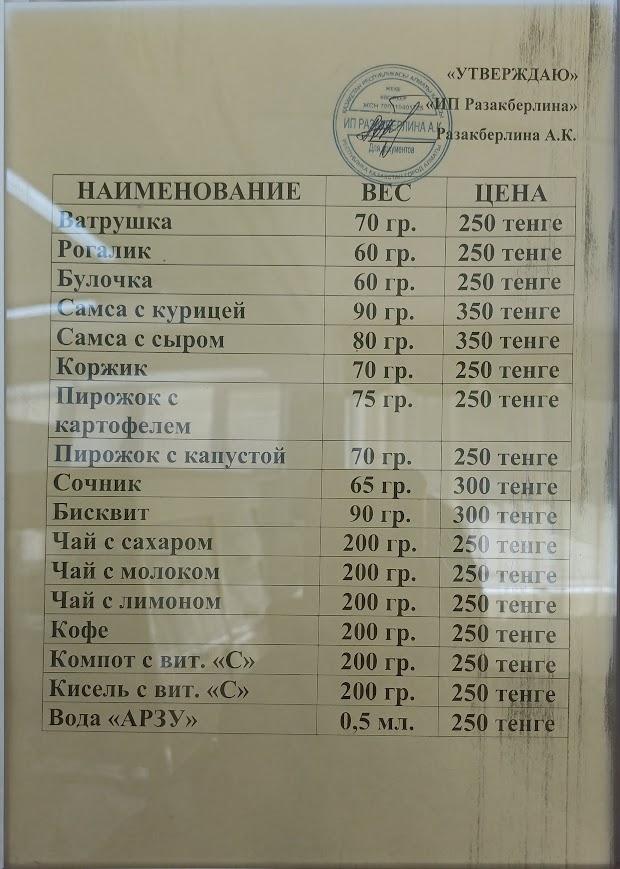 «УТВЕРЖДАЮ»
«ИП Разакберлина»
Разакберлина А.К.
ИП РАЗАКБЕРЛИНА А.К.
Для документов
НАИМЕНОВАНИЕ ВЕС ЦЕНА
Ватрушка 70 гр. 250 тенге
Рогалик 60 гр. 250 тенге
Булочка 60 гр. 250 тенге
Самса с курицей 90 гр. 350 тенге
Самса с сыром 80 гр. 350 тенге
Коржик 70 гр. 250 тенге
Пирожок с 75 гр. 250 тенге
картофелем
Пирожок с капустой 70 гр. 250 тенге
Сочник 65 гр. 300 тенге
Бисквит 90 гр. 300 тенге
Чай с сахаром 200 гр. 250 тенге
Чай с молоком 200 гр. 250 тенге
Чай с лимоном 200 гр. 250 тенге
Кофе 200 гр. 250 тенге
Компот с вит. «С» 200 гр. 250 тенге
Кисель с вит. «С» 200 гр. 250 тенге
Вода «АРЗУ» 0,5 мл. 250 тенге